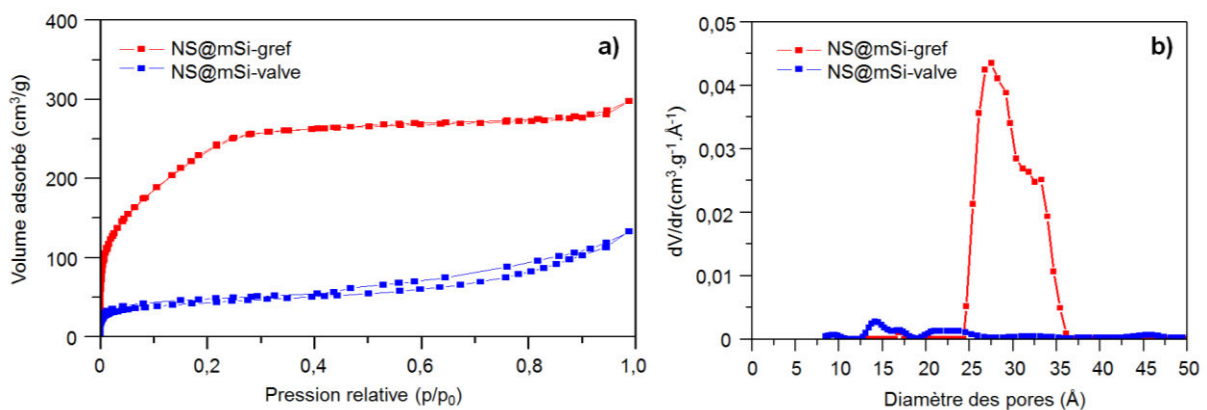 a)
NS@mSi-gref
NS@mSi-valve
Volume adsorbé (cm³/g)
400
300
200
100
0
0 0,2 0,4 0,6 0,8 1,0
Pression relative (p/p₀)
b)
NS@mSi-gref
NS@mSi-valve
dV/dr(cm³.g⁻¹.Å-¹)
0,05
0,04
0,03
0,02
0,01
0
0 5 10 15 20 25 30 35 40 45 50
Diamètre des pores (Å)